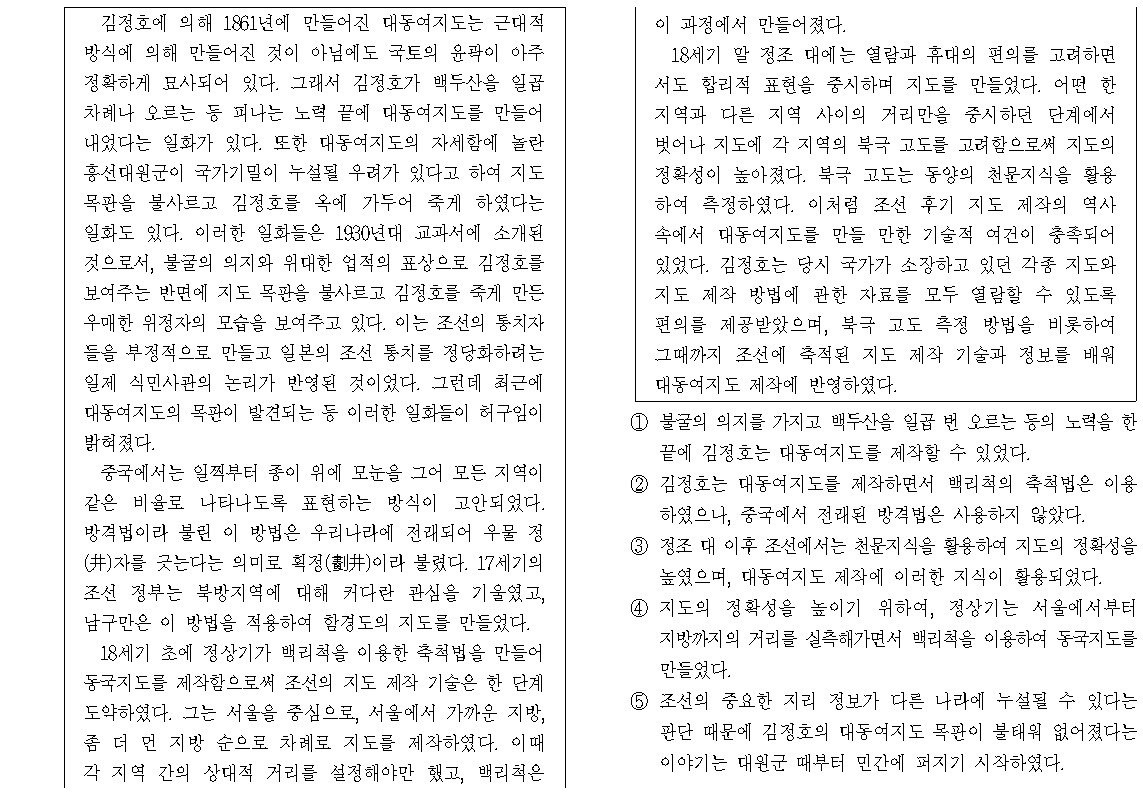 김정호에 의해 1861년에 만들어진 대동여지도는 근대적
방식에 의해 만들어진 것이 아님에도 국토의 윤곽이 아주
정확하게 묘사되어 있다. 그래서 김정호가 백두산을 일곱
차례나 오르는 등 피나는 노력 끝에 대동여지도를 만들어
내었다는 일화가 있다. 또한 대동여지도의 자세함에 놀란
흥선대원군이 국가기밀이 누설될 우려가 있다고 하여 지도
목판을 불사르고 김정호를 옥에 가두어 죽게 하였다는
일화도 있다. 이러한 일화들은 1930년대 교과서에 소개된
것으로서, 불굴의 의지와 위대한 업적의 표상으로 김정호를
보여주는 반면에 지도 목판을 불사르고 김정호를 죽게 만든
우매한 위정자의 모습을 보여주고 있다. 이는 조선의 통치자
들을 부정적으로 만들고 일본의 조선 통치를 정당화하려는
일제 식민사관의 논리가 반영된 것이었다. 그런데 최근에
대동여지도의 목판이 발견되는 등 이러한 일화들이 허구임이
밝혀졌다.
중국에서는 일찍부터 종이 위에 모눈을 그어 모든 지역이
같은 비율로 나타나도록 표현하는 방식이 고안되었다.
방격법이라 불린 이 방법은 우리나라에 전래되어 우물 정
(井)자를 긋는다는 의미로 획정(劃井)이라 불렸다. 17세기의
조선 정부는 북방지역에 대해 커다란 관심을 기울였고,
남구만은 이 방법을 적용하여 함경도의 지도를 만들었다.
18세기 초에 정상기가 백리척을 이용한 축척법을 만들어
동국지도를 제작함으로써 조선의 지도 제작 기술은 한 단계
도약하였다. 그는 서울을 중심으로, 서울에서 가까운 지방,
좀 더 먼 지방 순으로 차례로 지도를 제작하였다. 이때
각 지역 간의 상대적 거리를 설정해야만 했고, 백리척은
이 과정에서 만들어졌다.
18세기 말 정조 대에는 열람과 휴대의 편의를 고려하면
서도 합리적 표현을 중시하며 지도를 만들었다. 어떤 한
지역과 다른 지역 사이의 거리만을 중시하던 단계에서
벗어나 지도에 각 지역의 북극 고도를 고려함으로써 지도의
정확성이 높아졌다. 북극 고도는 동양의 천문지식을 활용
하여 측정하였다. 이처럼 조선 후기 지도 제작의 역사
속에서 대동여지도를 만들 만한 기술적 여건이 충족되어
있었다. 김정호는 당시 국가가 소장하고 있던 각종 지도와
지도 제작 방법에 관한 자료를 모두 열람할 수 있도록
편의를 제공받았으며, 북극 고도 측정 방법을 비롯하여
그때까지 조선에 축적된 지도 제작 기술과 정보를 배워
대동여지도 제작에 반영하였다.
① 불굴의 의지를 가지고 백두산을 일곱 번 오르는 등의 노력을 한
끝에 김정호는 대동여지도를 제작할 수 있었다.
② 김정호는 대동여지도를 제작하면서 백리척의 축척법은 이용
하였으나, 중국에서 전래된 방격법은 사용하지 않았다.
③ 정조 대 이후 조선에서는 천문지식을 활용하여 지도의 정확성을
높였으며, 대동여지도 제작에 이러한 지식이 활용되었다.
④ 지도의 정확성을 높이기 위하여, 정상기는 서울에서부터
지방까지의 거리를 실측해가면서 백리척을 이용하여 동국지도를
만들었다.
⑤ 조선의 중요한 지리 정보가 다른 나라에 누설될 수 있다는
판단 때문에 김정호의 대동여지도 목판이 불태워 없어졌다는
이야기는 대원군 때부터 민간에 퍼지기 시작하였다.